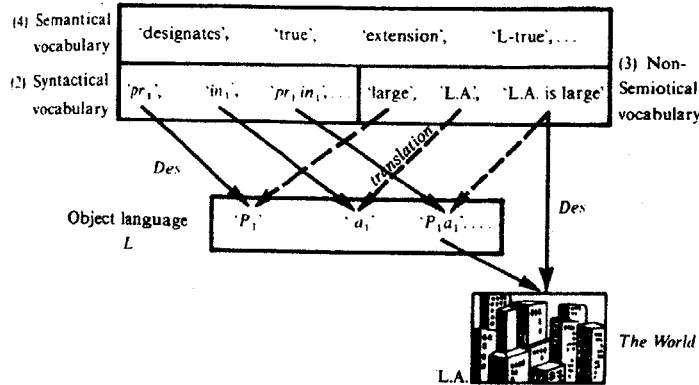 (4) Semantical vocabulary
'designates', 'true', 'extension', 'L-true', . . .
(3) Non-Semiotical vocabulary
(2) Syntactical vocabulary
'pr₁', 'in₁', 'pr₁ in₁', . . . 'large', 'L.A.', 'L.A. is large'
translation
Des
Des
Object language L
'P₁' 'a₁' 'P₁a₁' . . . .
The World
L.A.